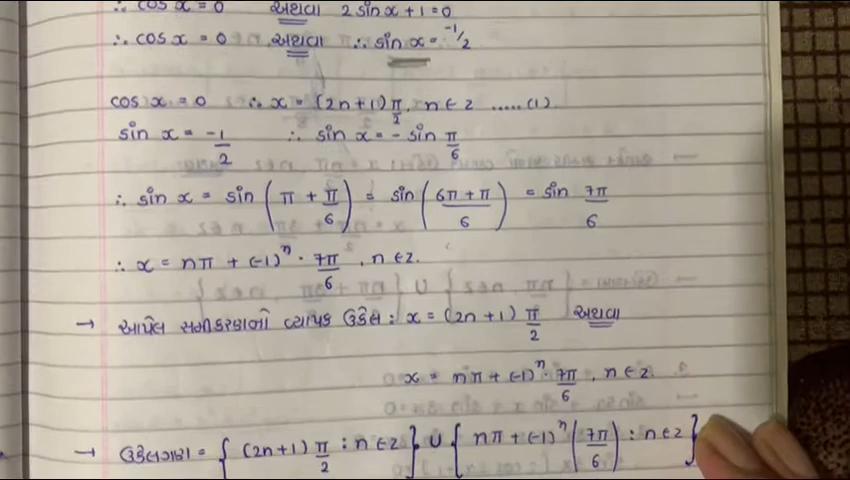 ∴ cos x = 0 અથવા 2 sin x + 1 = 0
∴ cos x = 0 અથવા ∴ sin x = -1/2
cos x = 0 ∴ x = (2n+1) π/2, n ∈ z .....(1)
sin x = -1/2 ∴ sin x = - sin π/6
∴ sin x = sin (π + π/6) = sin (6π + π / 6) = sin 7π/6
∴ x = nπ + (-1)ⁿ · 7π/6, n ∈ z.
→ આપેલ સમીકરણનો વ્યાપક ઉકેલ : x = (2n+1) π/2 અથવા
x = nπ + (-1)ⁿ · 7π/6, n ∈ z.
→ ઉકેલગણ = { (2n+1) π/2 : n ∈ z } ∪ { nπ + (-1)ⁿ (7π/6) : n ∈ z }